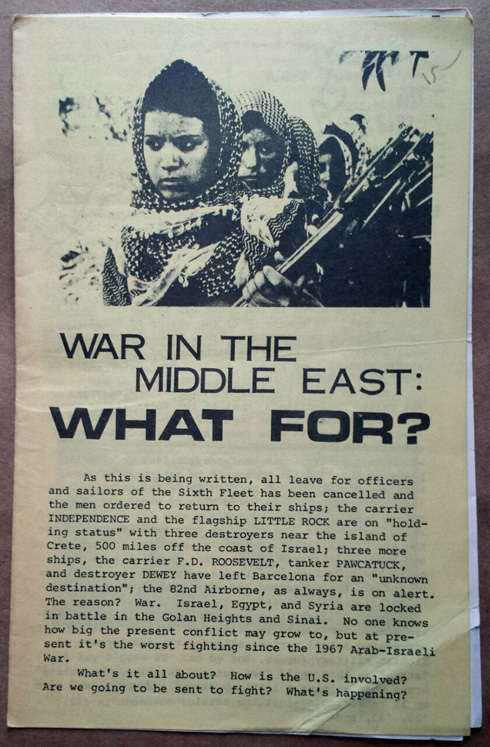 WAR IN THE
MIDDLE EAST:
WHAT FOR?
As this is being written, all leave for officers
and sailors of the Sixth Fleet has been cancelled and
the men ordered to return to their ships; the carrier
INDEPENDENCE and the flagship LITTLE ROCK are on "hold-
ing status" with three destroyers near the island of
Crete, 500 miles off the coast of Israel; three more
ships, the carrier F.D. ROOSEVELT, tanker PAWCATUCK,
and destroyer DEWEY have left Barcelona for an "unknown
destination"; the 82nd Airborne, as always, is on alert.
The reason? War. Israel, Egypt, and Syria are locked
in battle in the Golan Heights and Sinai. No one knows
how big the present conflict may grow to, but at pre-
sent it's the worst fighting since the 1967 Arab-Israeli
War.
What's it all about? How is the U.S. involved?
Are we going to be sent to fight? What's happening?